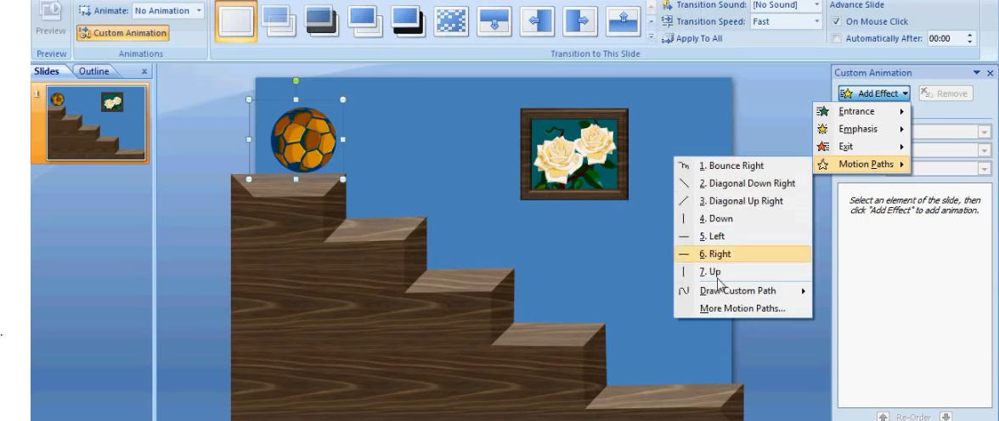 Animate: No Animation
Transition Sound: [No Sound]
Advance Slide
Preview
Custom Animation
Transition Speed: Fast
On Mouse Click
Apply To All
Automatically After: 00:00
Preview
Animations
Transition to This Slide
Slides
Outline
x
Custom Animation
x
1
Add Effect
Remove
Entrance
Emphasis
Exit
Motion Paths
1. Bounce Right
2. Diagonal Down Right
3. Diagonal Up Right
4. Down
5. Left
6. Right
7. Up
Draw Custom Path
More Motion Paths...
Select an element of the slide, then
click "Add Effect" to add animation.
Re-Order